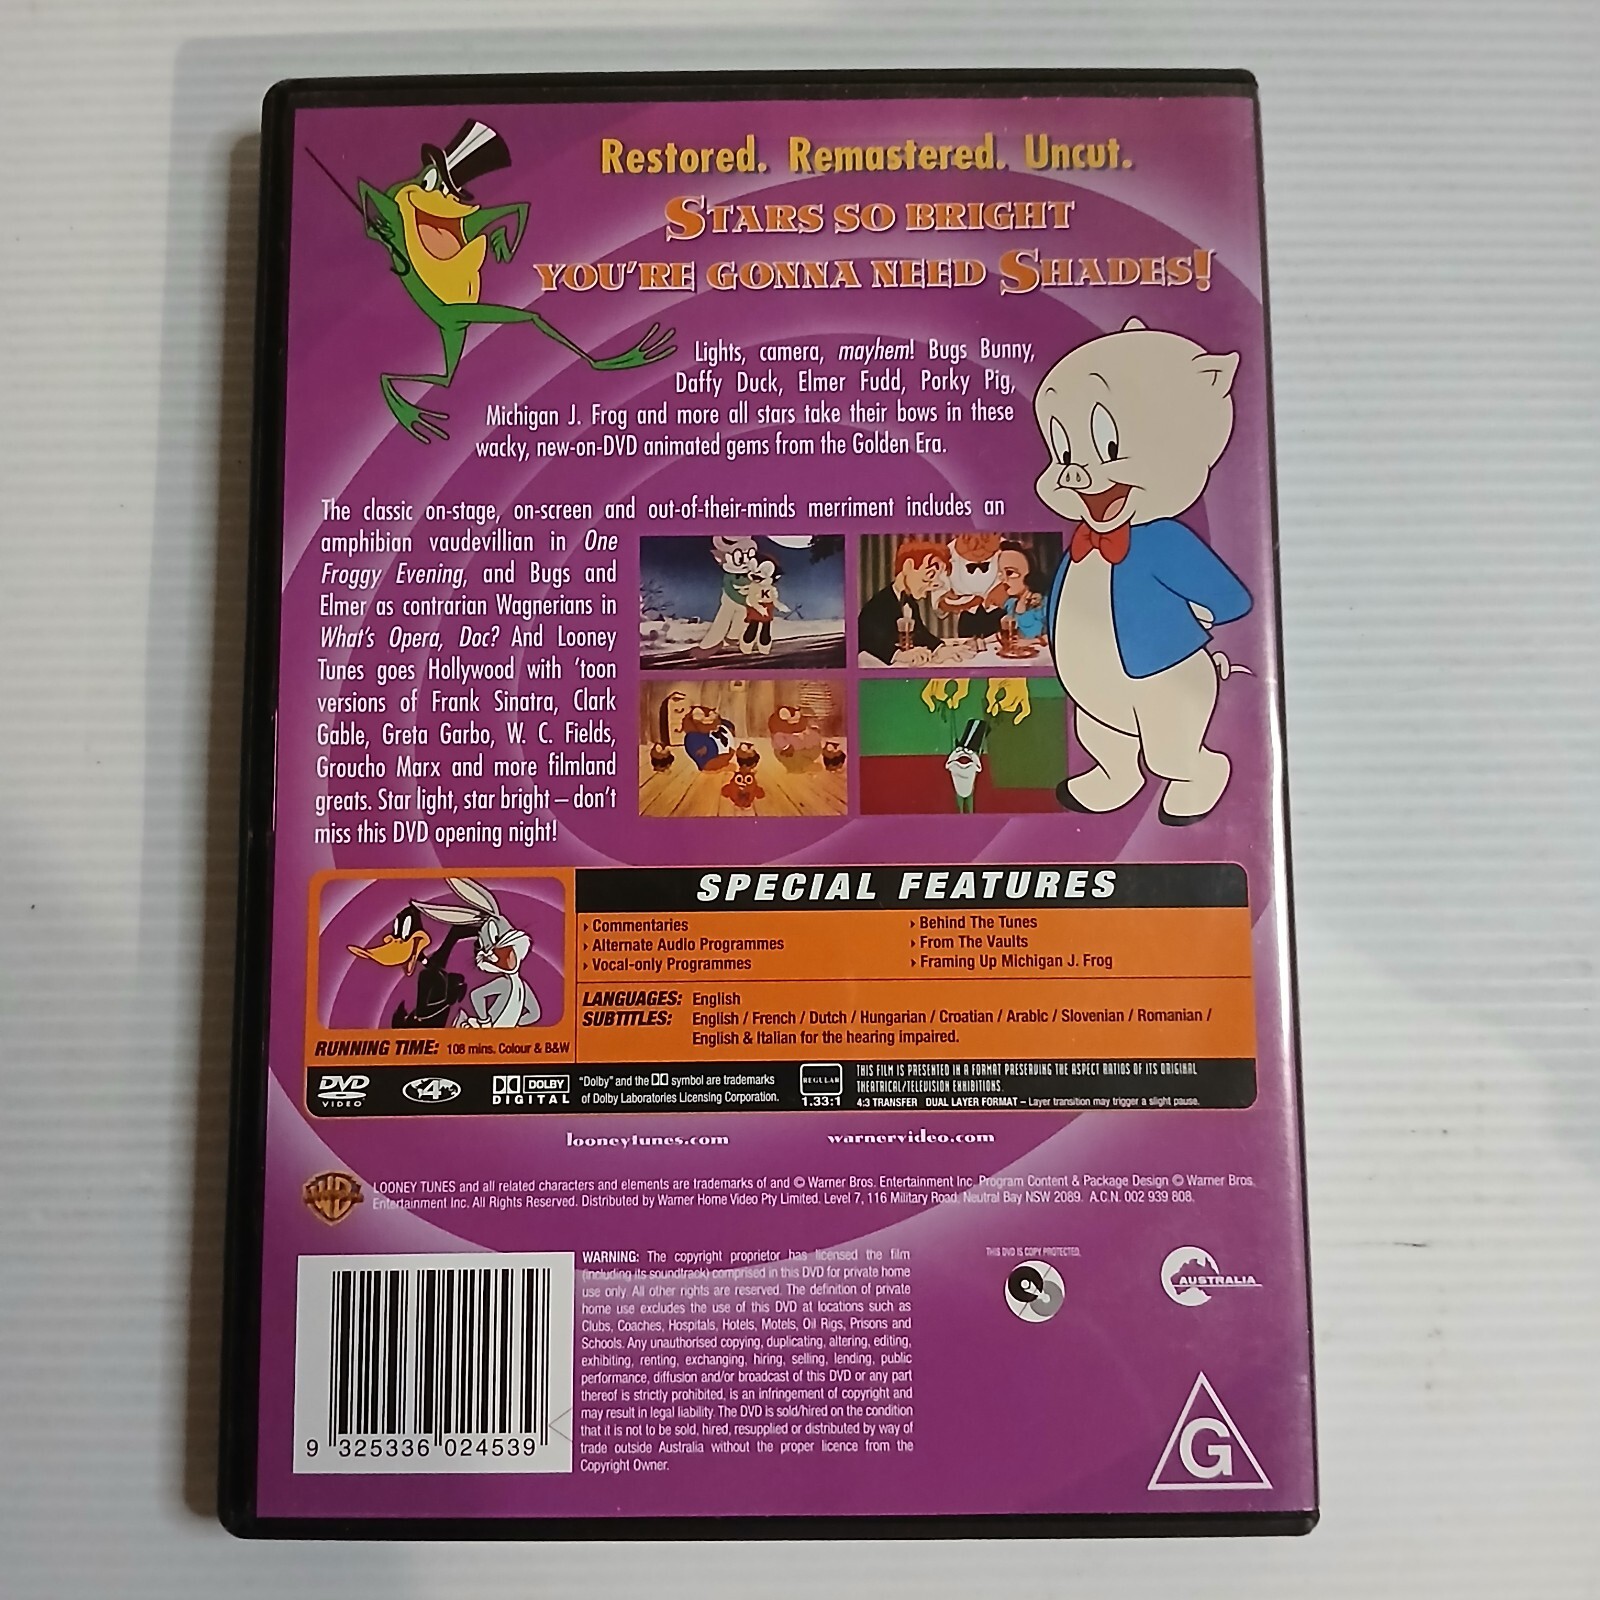 Restored. Remastered. Uncut.
STARS SO BRIGHT
YOU'RE GONNA NEED SHADES!
Lights, camera, mayhem! Bugs Bunny,
Daffy Duck, Elmer Fudd, Porky Pig,
Michigan J. Frog and more all stars take their bows in these
wacky, new-on-DVD animated gems from the Golden Era.
The classic on-stage, on-screen and out-of-their-minds merriment includes an
amphibian vaudevillian in One
Froggy Evening, and Bugs and
Elmer as contrarian Wagnerians in
What's Opera, Doc? And Looney
Tunes goes Hollywood with 'toon
versions of Frank Sinatra, Clark
Gable, Greta Garbo, W. C. Fields,
Groucho Marx and more filmland
greats. Star light, star bright – don't
miss this DVD opening night!
K
SPECIAL FEATURES
Commentaries
Alternate Audio Programmes
Vocal-only Programmes
Behind The Tunes
From The Vaults
Framing Up Michigan J. Frog
LANGUAGES: English
SUBTITLES: English / French / Dutch / Hungarian / Croatian / Arabic / Slovenian / Romanian /
English & Italian for the hearing impaired.
RUNNING TIME: 108 mins. Colour & B&W
DVD
VIDEO
4
DOLBY
DIGITAL
"Dolby" and the DD symbol are trademarks
of Dolby Laboratories Licensing Corporation.
REGULAR
1.33:1
THIS FILM IS PRESENTED IN A FORMAT PRESERVING THE ASPECT RATIOS OF ITS ORIGINAL
THEATRICAL/TELEVISION EXHIBITIONS.
4:3 TRANSFER DUAL LAYER FORMAT – Layer transition may trigger a slight pause.
looneytunes.com
warnervideo.com
WB
LOONEY TUNES and all related characters and elements are trademarks of and © Warner Bros. Entertainment Inc. Program Content & Package Design © Warner Bros.
Entertainment Inc. All Rights Reserved. Distributed by Warner Home Video Pty Limited. Level 7, 116 Military Road, Neutral Bay NSW 2089. A.C.N. 002 939 808.
WARNING: The copyright proprietor has licensed the film
(including its soundtrack) comprised in this DVD for private home
use only. All other rights are reserved. The definition of private
home use excludes the use of this DVD at locations such as
Clubs, Coaches, Hospitals, Hotels, Motels, Oil Rigs, Prisons and
Schools. Any unauthorised copying, duplicating, altering, editing,
exhibiting, renting, exchanging, hiring, selling, lending, public
performance, diffusion and/or broadcast of this DVD or any part
thereof is strictly prohibited, is an infringement of copyright and
may result in legal liability. The DVD is sold/hired on the condition
that it is not to be sold, hired, resupplied or distributed by way of
trade outside Australia without the proper licence from the
Copyright Owner.
THIS DVD IS COPY PROTECTED.
AUSTRALIA
9 325336 024539
G